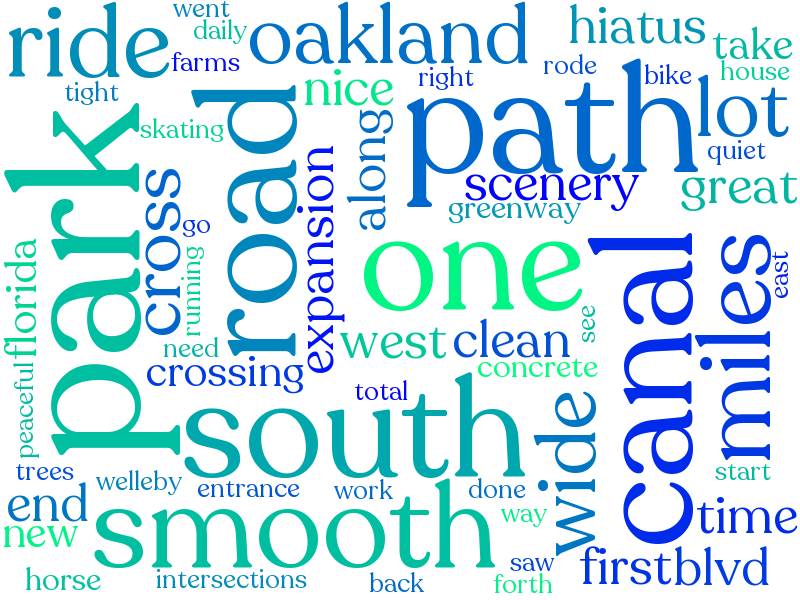 went
ride
daily
oakland
hiatus
take
farms
nice
right
rode
bike
house
tight
lot
skating
road
along
path
quiet
park
scenery
great
cross
expansion
greenway
go
one
canal
miles
east
florida
running
see
west
clean
need
crossing
concrete
peaceful
total
south
wide
trees
welleby
entrance
work
done
start
end
smooth
way
time
new
saw
first
blvd
horse
intersections
back
forth